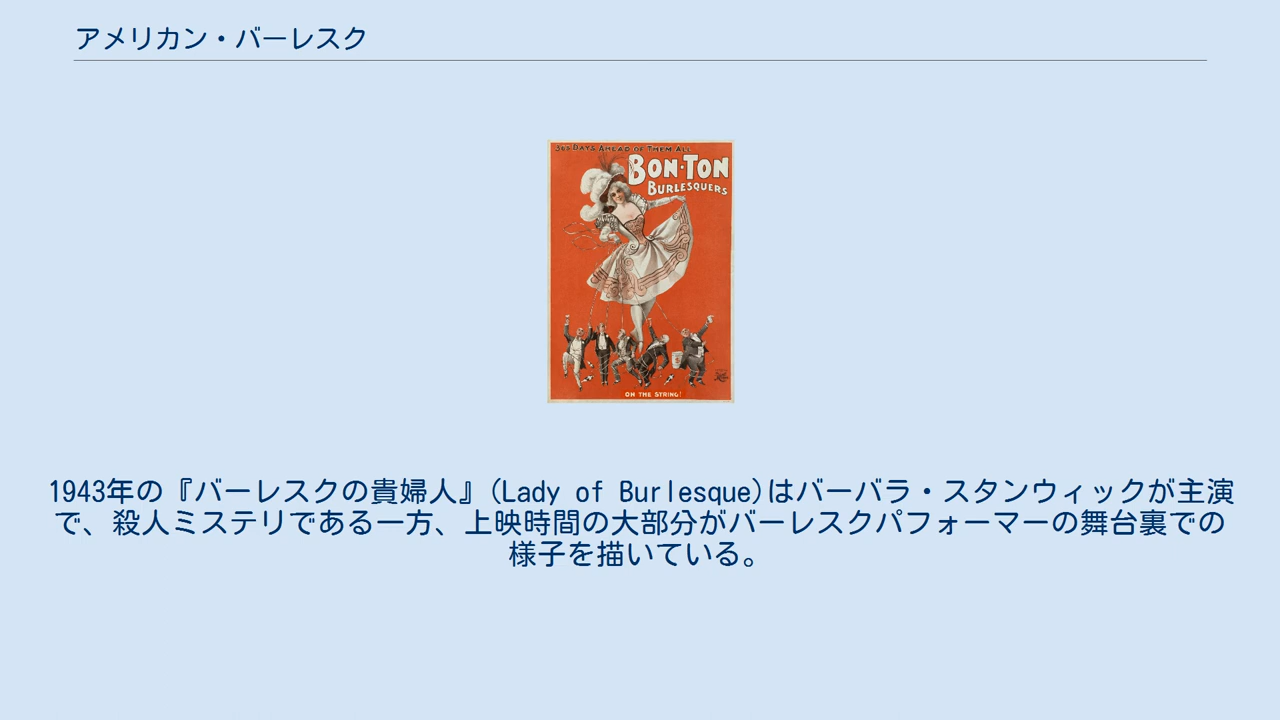 アメリカン・バーレスク
365 DAYS AHEAD OF THEM ALL
BON-TON
BURLESQUERS
ON THE STRING!
1943年の『バーレスクの貴婦人』(Lady of Burlesque)はバーバラ・スタンウィックが主演
で、殺人ミステリである一方、上映時間の大部分がバーレスクパフォーマーの舞台裏での
様子を描いている。